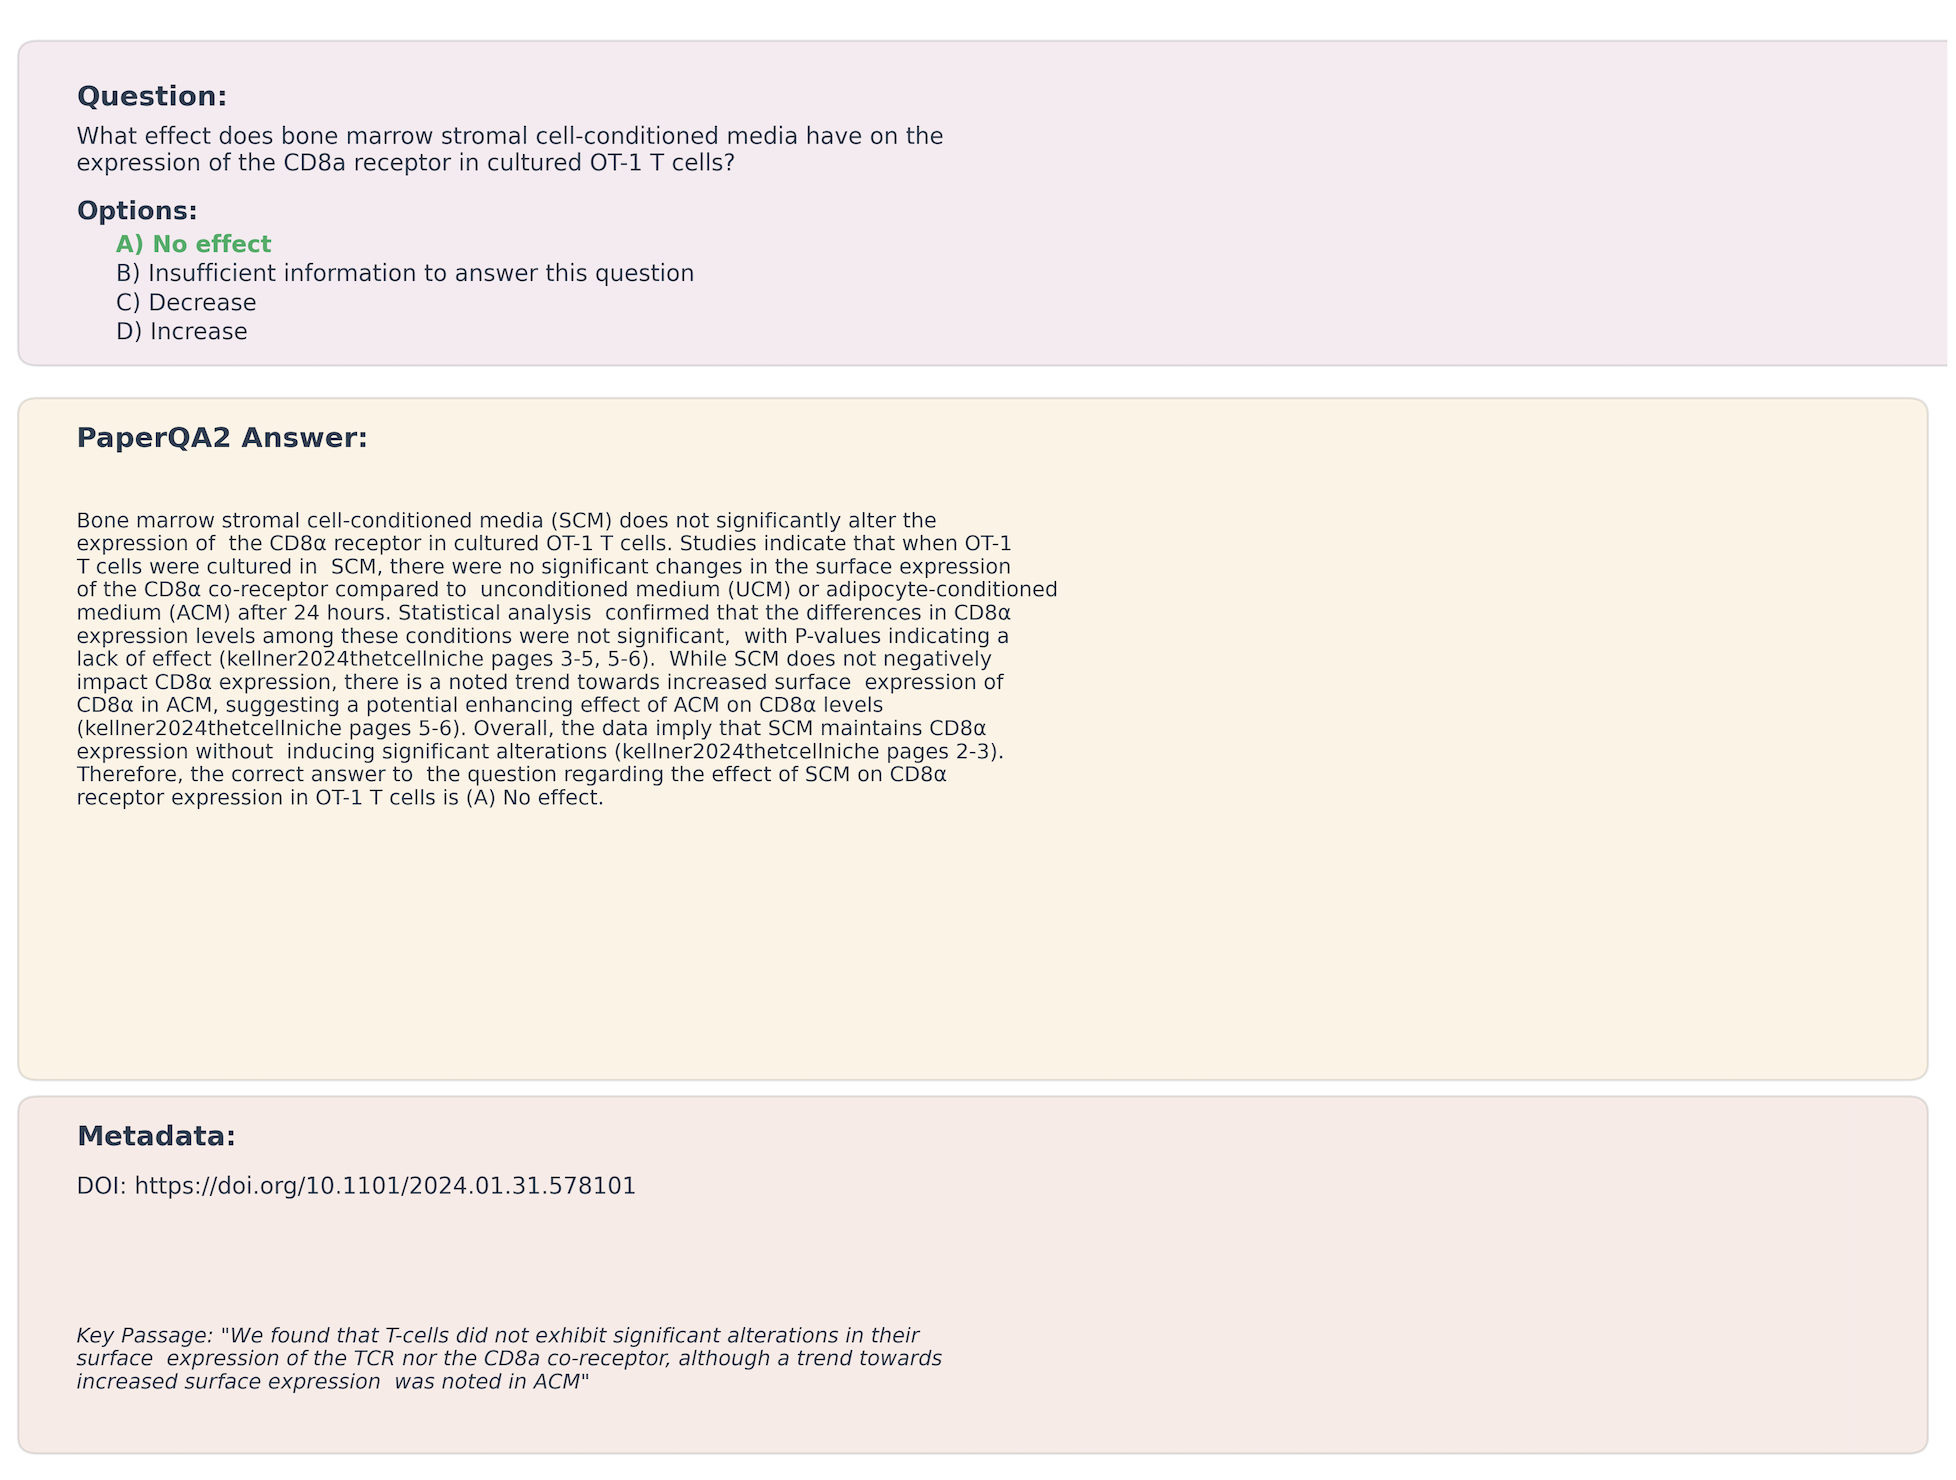 Question:
What effect does bone marrow stromal cell-conditioned media have on the
expression of the CD8a receptor in cultured OT-1 T cells?
Options:
A) No effect
B) Insufficient information to answer this question
C) Decrease
D) Increase
PaperQA2 Answer:
Bone marrow stromal cell-conditioned media (SCM) does not significantly alter the
expression of  the CD8α receptor in cultured OT-1 T cells. Studies indicate that when OT-1
T cells were cultured in  SCM, there were no significant changes in the surface expression
of the CD8α co-receptor compared to  unconditioned medium (UCM) or adipocyte-conditioned
medium (ACM) after 24 hours. Statistical analysis  confirmed that the differences in CD8α
expression levels among these conditions were not significant,  with P-values indicating a
lack of effect (kellner2024thetcellniche pages 3-5, 5-6).  While SCM does not negatively
impact CD8α expression, there is a noted trend towards increased surface  expression of
CD8α in ACM, suggesting a potential enhancing effect of ACM on CD8α levels
(kellner2024thetcellniche pages 5-6). Overall, the data imply that SCM maintains CD8α
expression without  inducing significant alterations (kellner2024thetcellniche pages 2-3).
Therefore, the correct answer to  the question regarding the effect of SCM on CD8α
receptor expression in OT-1 T cells is (A) No effect.
Metadata:
DOI: https://doi.org/10.1101/2024.01.31.578101
Key Passage: "We found that T-cells did not exhibit significant alterations in their
surface  expression of the TCR nor the CD8a co-receptor, although a trend towards
increased surface expression  was noted in ACM"